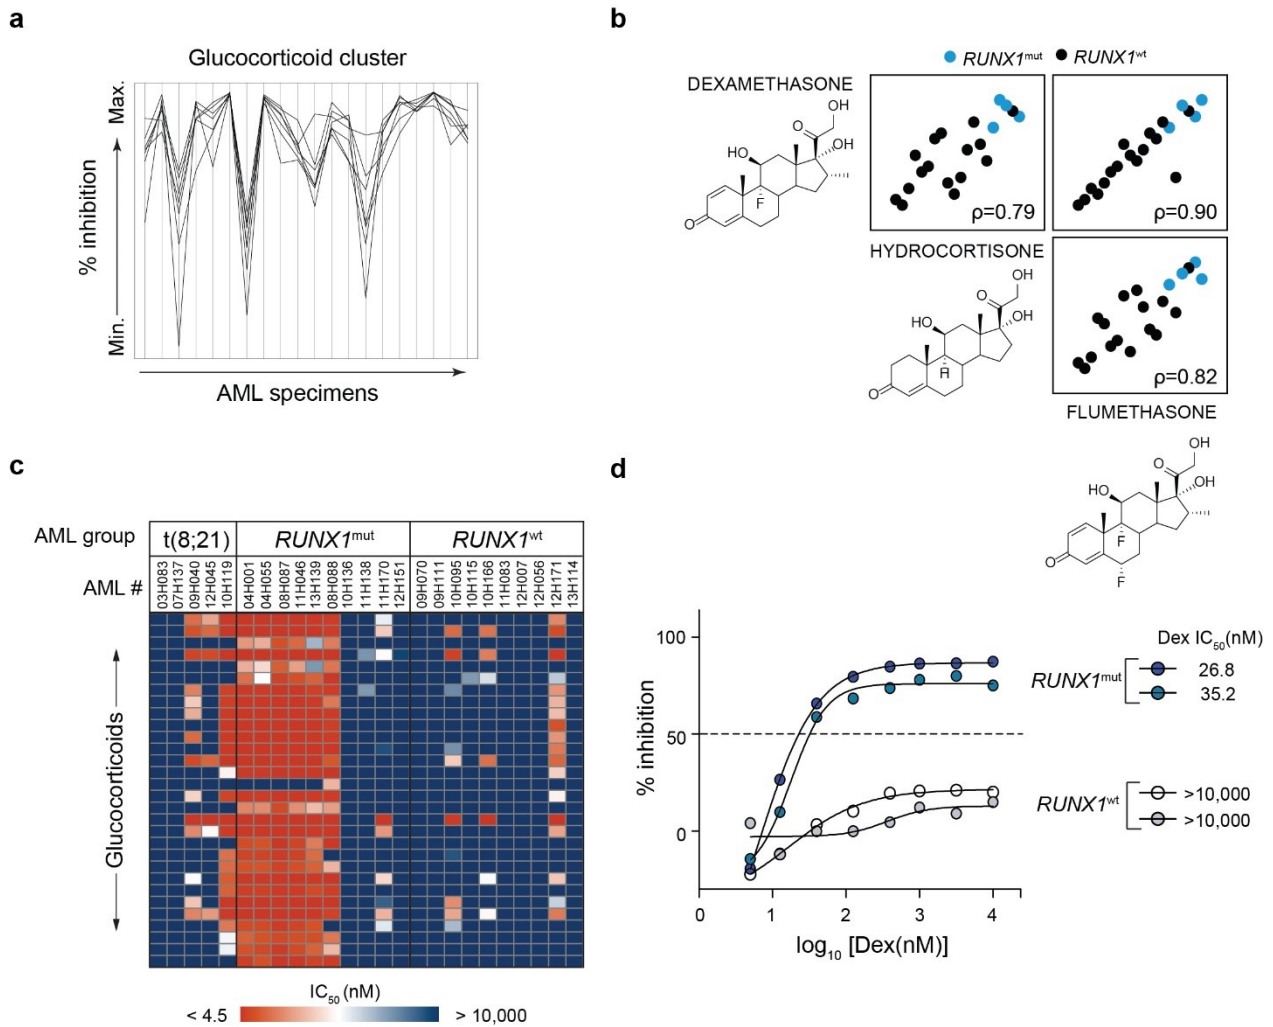 a
Glucocorticoid cluster
Max.
% inhibition
Min.
AML specimens
b
RUNX1mut RUNX1wt
DEXAMETHASONE
OH
O
OH
HO
F
O
ρ=0.79
ρ=0.90
HYDROCORTISONE
OH
O
OH
HO
H
O
ρ=0.82
FLUMETHASONE
OH
O
OH
HO
F
O
F
c
AML group t(8;21) RUNX1mut RUNX1wt
AML # 03H083 07H137 09H040 12H045 10H119 04H001 04H055 08H087 11H046 13H139 08H088 10H136 11H138 11H170 12H151 09H070 09H111 10H095 10H115 10H166 11H083 12H007 12H056 12H171 13H114
Glucocorticoids
IC50 (nM)
< 4.5 > 10,000
d
% inhibition
100
50
0
0 1 2 3 4
log10 [Dex(nM)]
Dex IC50(nM)
RUNX1mut
26.8
35.2
RUNX1wt
>10,000
>10,000